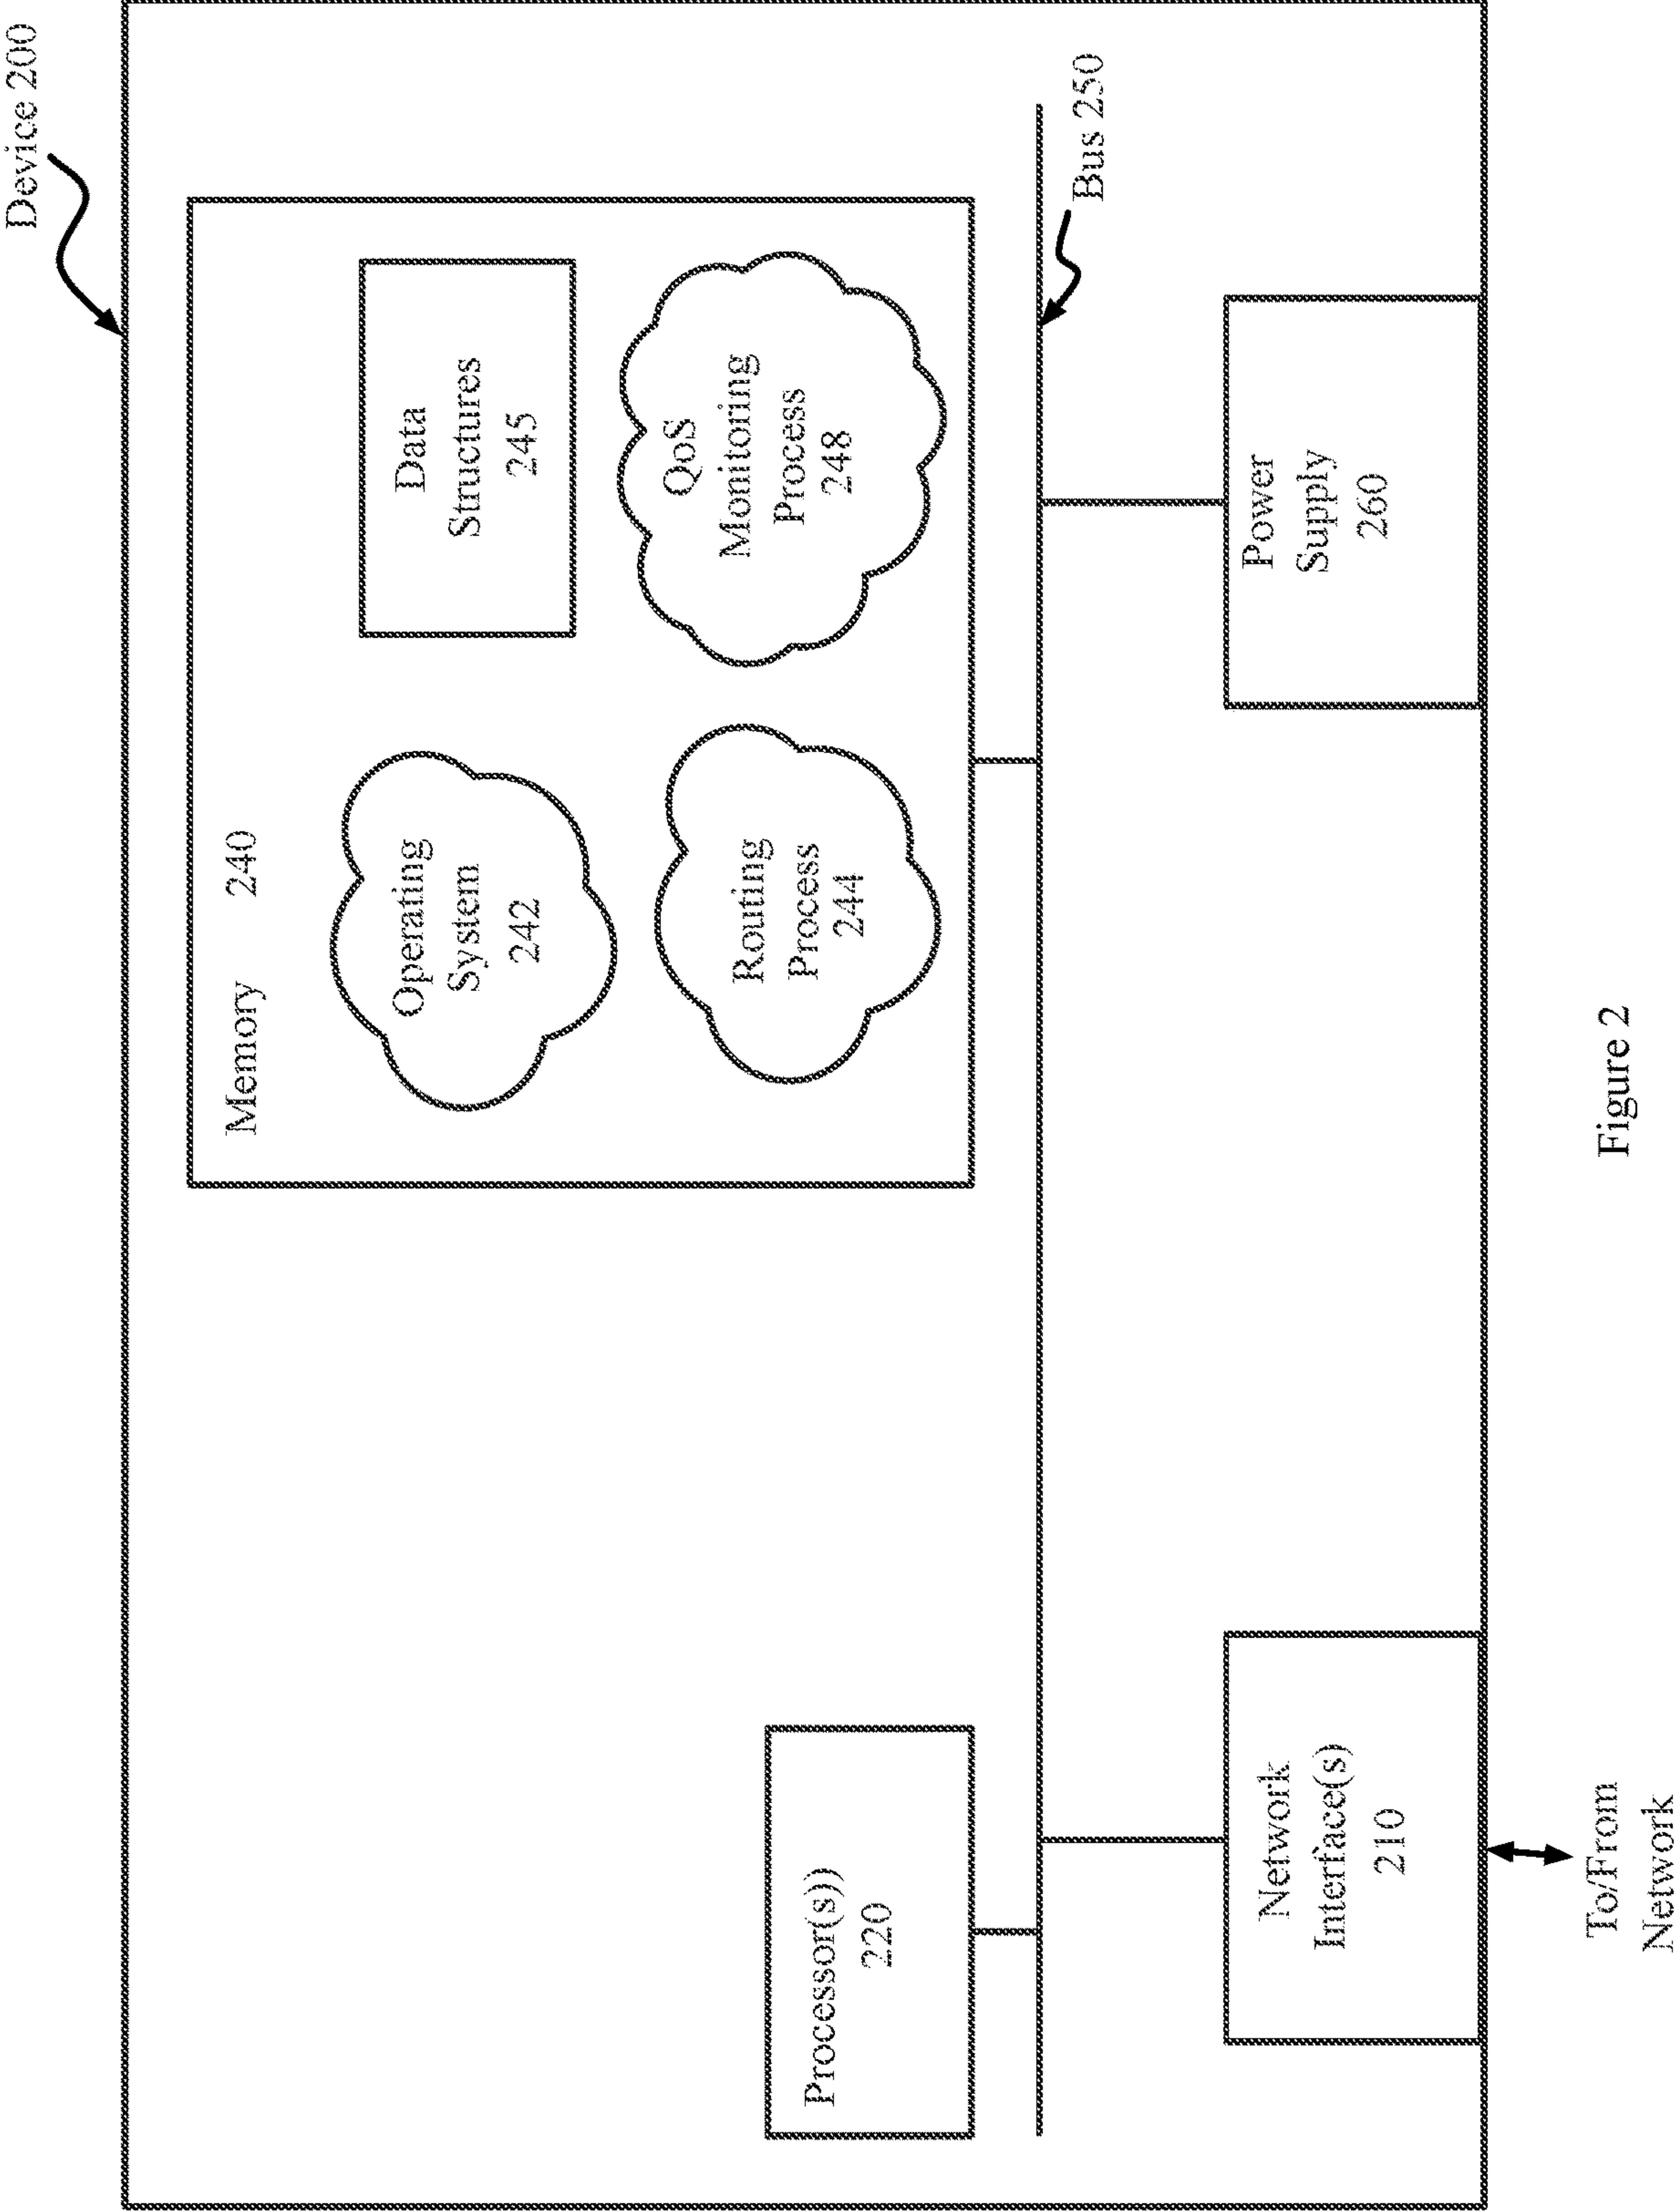 Device 200
Memory 240
Operating
System
242
Data
Structures
245
Routing
Process
244
QoS
Monitoring
Process
248
Processor(s))
220
Bus 250
Network
Interface(s)
210
Power
Supply
260
To/From
Network
Figure 2